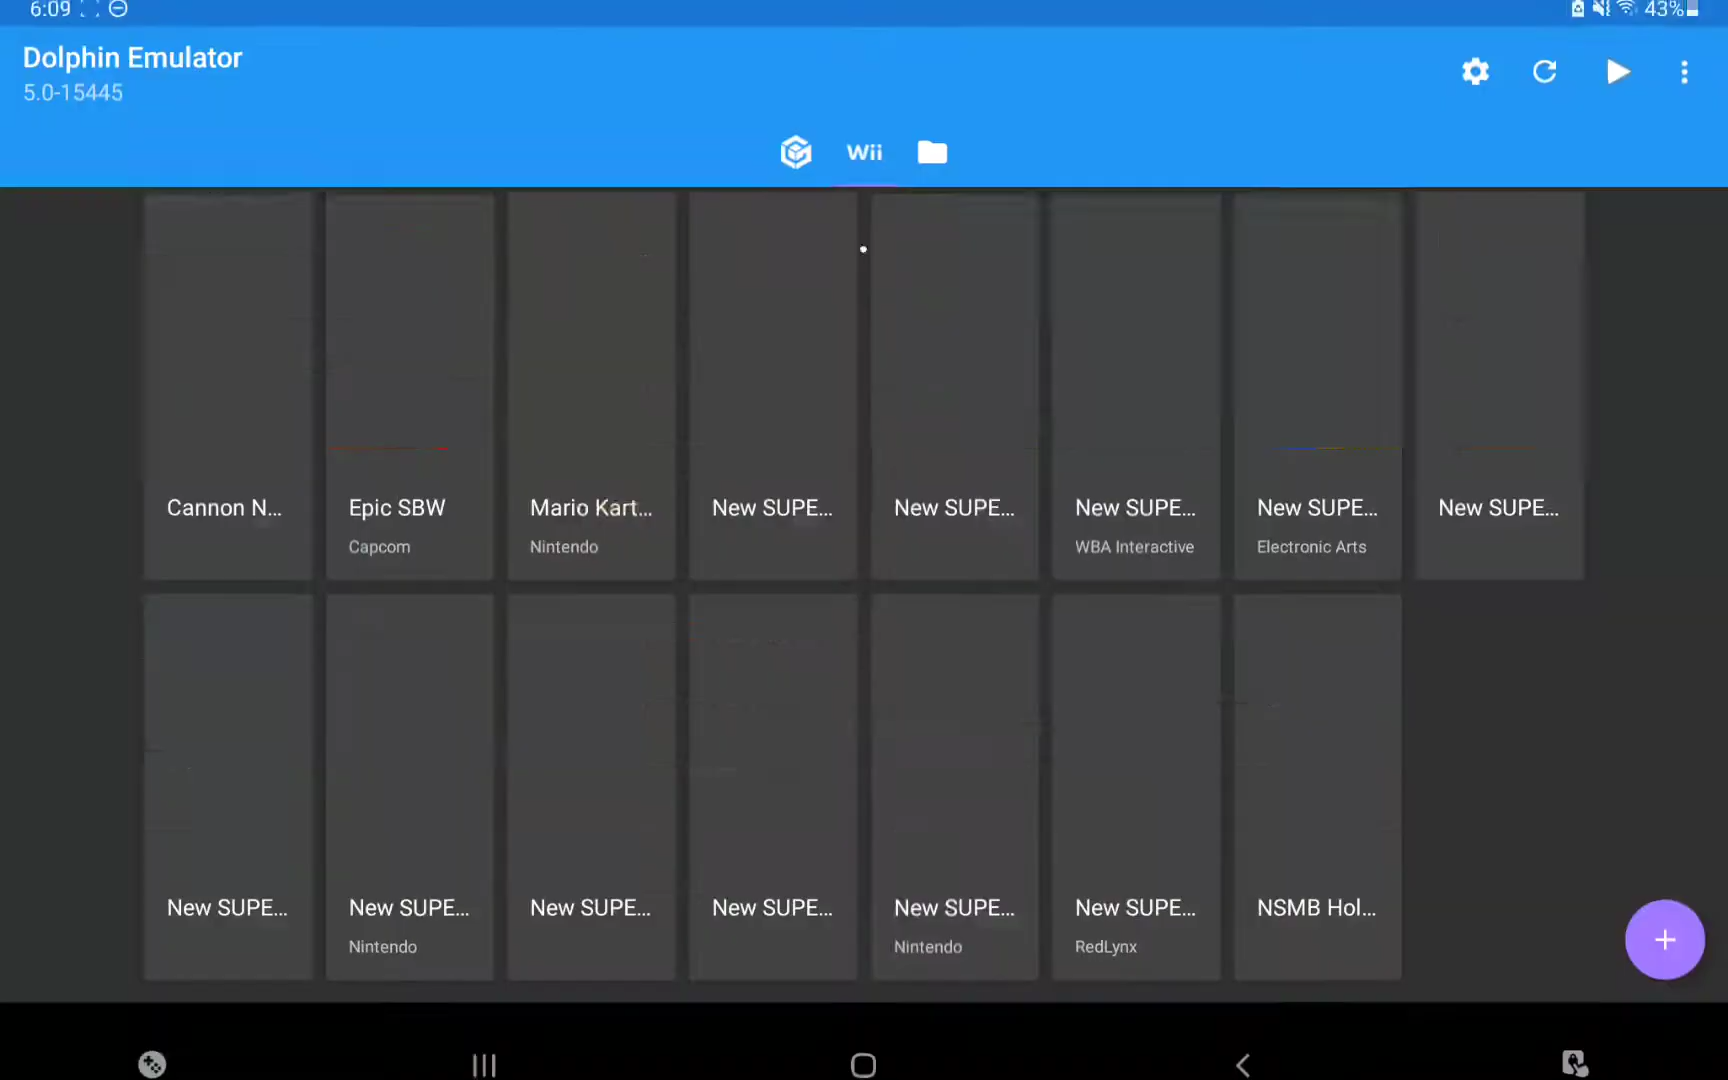 6:09
43%
Dolphin Emulator
5.0-15445
Wii
Cannon N...
Epic SBW
Mario Kart...
New SUPE...
New SUPE...
New SUPE...
New SUPE...
New SUPE...
Capcom
Nintendo
WBA Interactive
Electronic Arts
New SUPE...
New SUPE...
New SUPE...
New SUPE...
New SUPE...
New SUPE...
NSMB Hol...
Nintendo
Nintendo
RedLynx